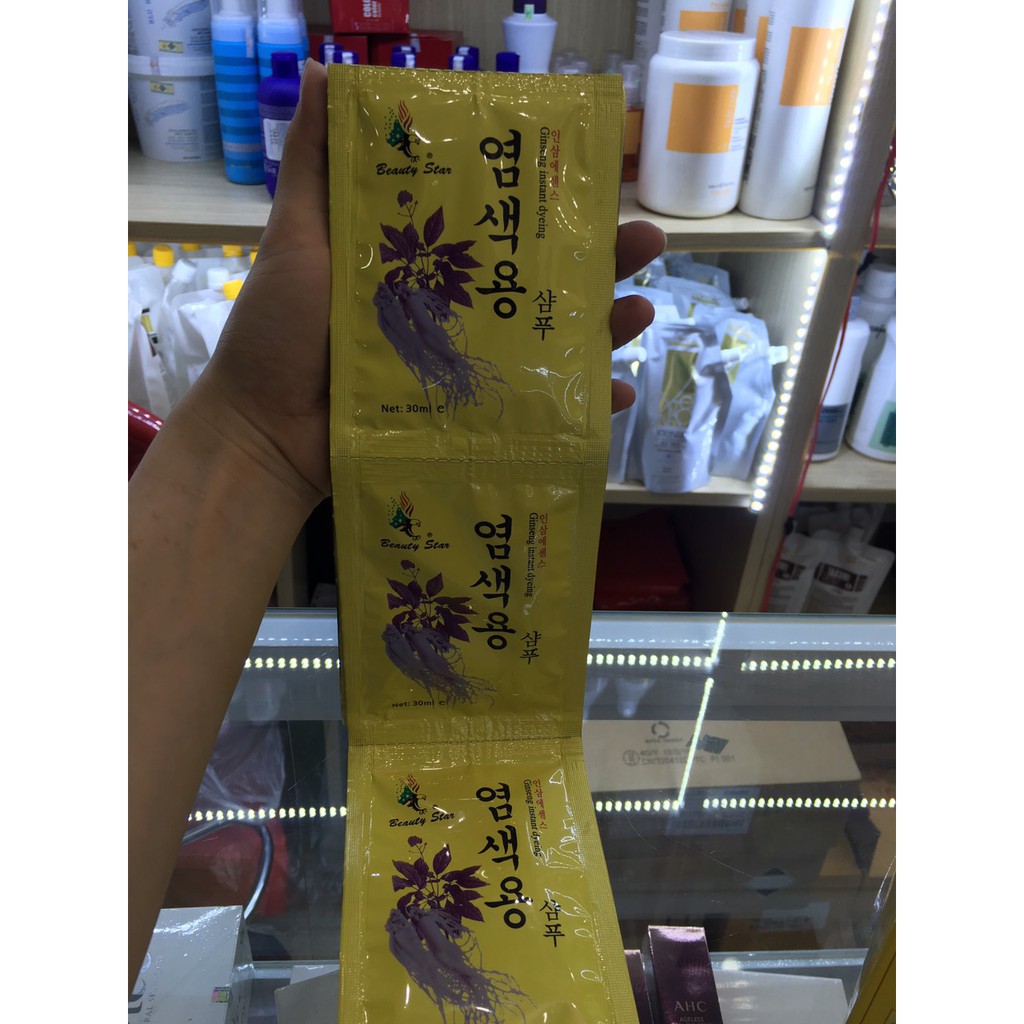 Beauty Star
®
염색용
샴푸
인삼에센스
Ginseng instant dyeing
Net: 30ml e
Beauty Star
®
염색용
샴푸
인삼에센스
Ginseng instant dyeing
Net: 30ml e
Beauty Star
®
염색용
샴푸
인삼에센스
Ginseng instant dyeing
AHC
AGELESS